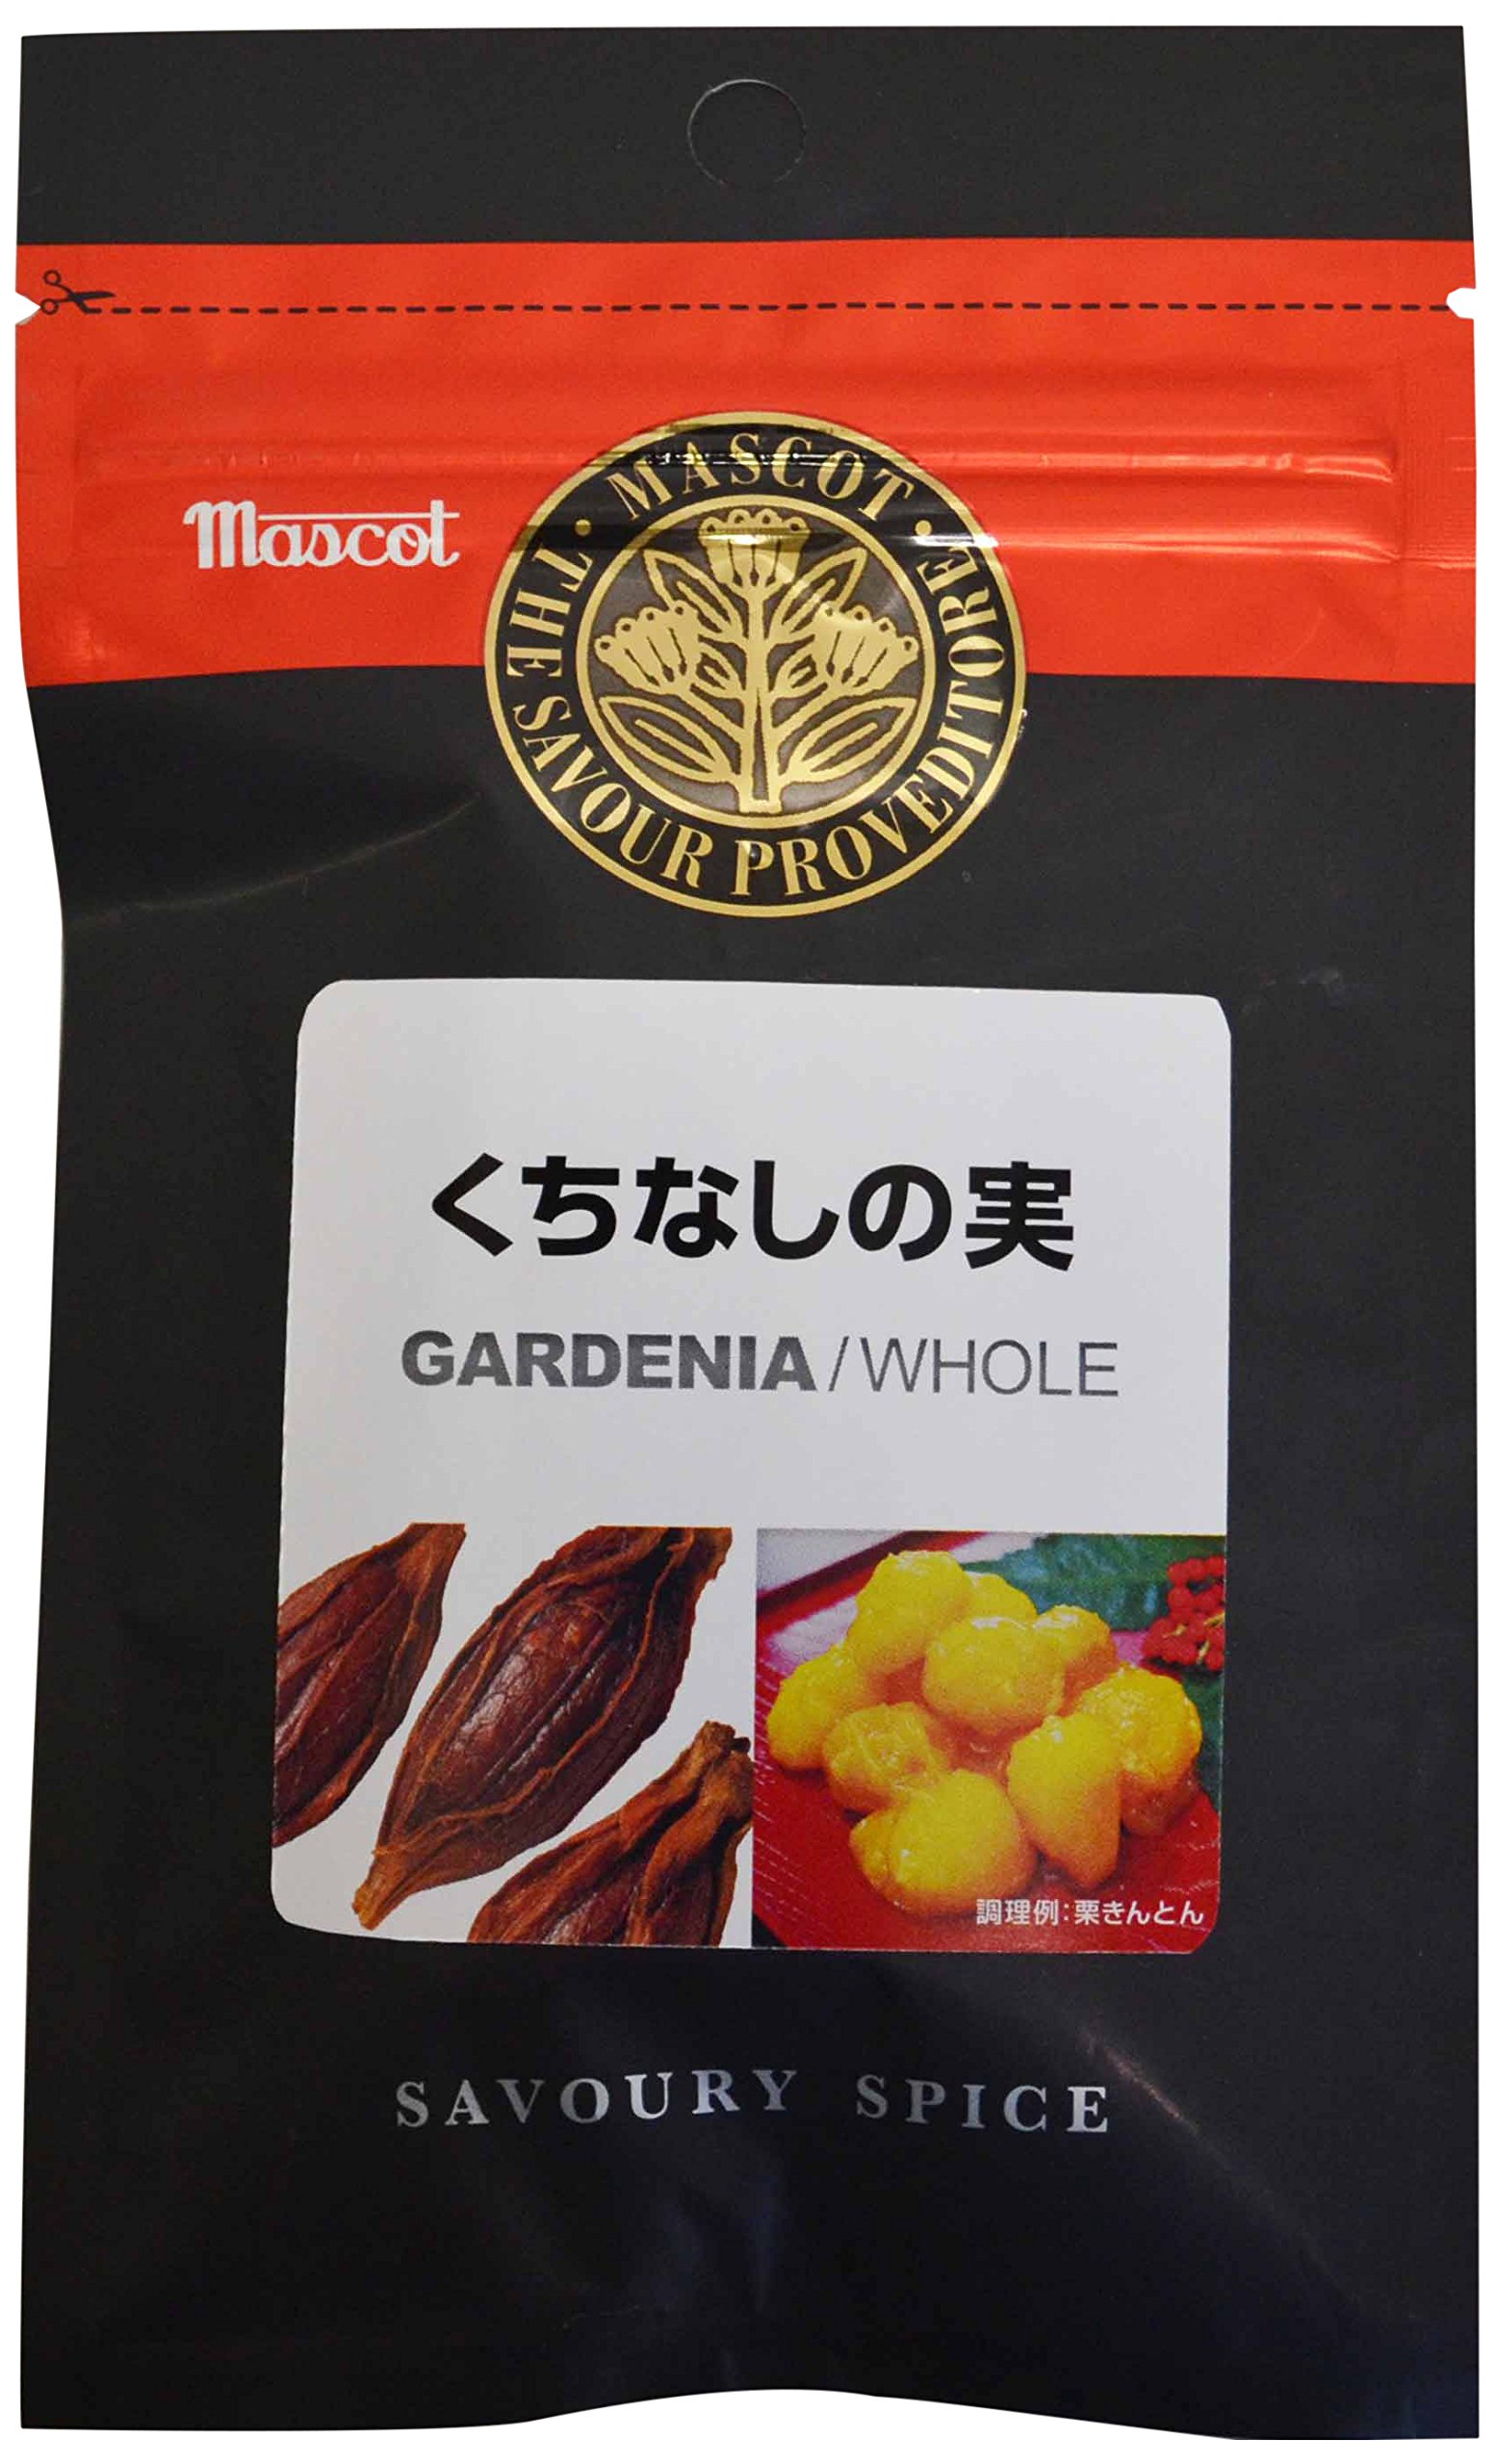 Mascot
MASCOT
THE SAVOUR PROVEDITORE
くちなしの実
GARDENIA / WHOLE
調理例:栗きんとん
SAVOURY SPICE